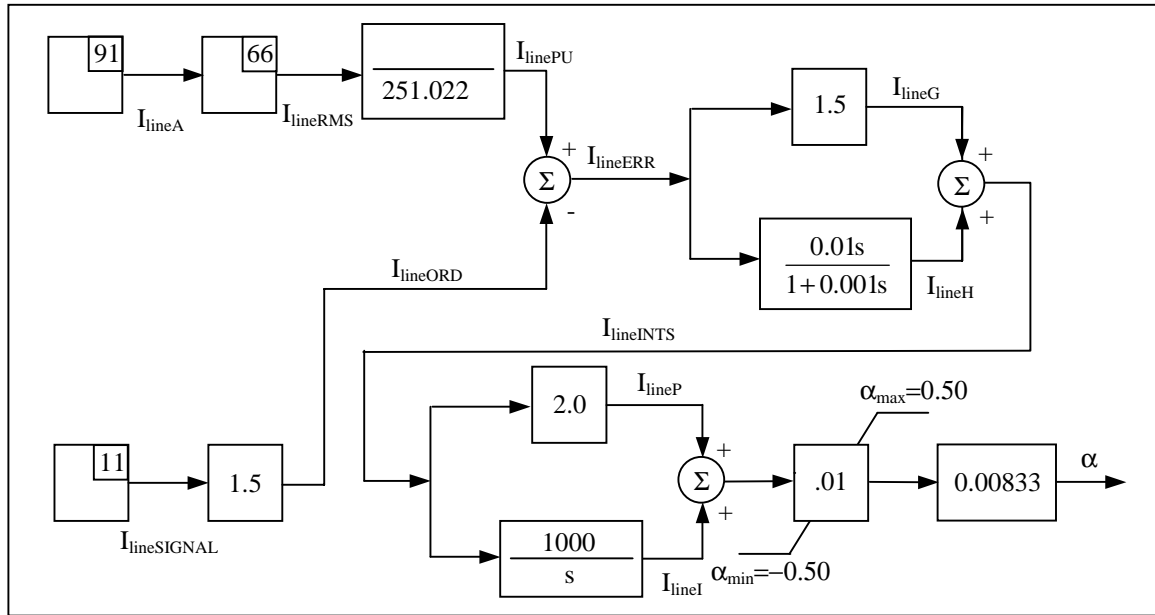 91
66
251.022
I_linePU
I_lineA
I_lineRMS
+
Σ
-
I_lineERR
1.5
I_lineG
+
Σ
+
0.01s
1+0.001s
I_lineH
I_lineORD
I_lineINTS
2.0
I_lineP
α_max=0.50
11
1.5
+
Σ
+
.01
0.00833
α
I_lineSIGNAL
1000
s
I_lineI
α_min=−0.50